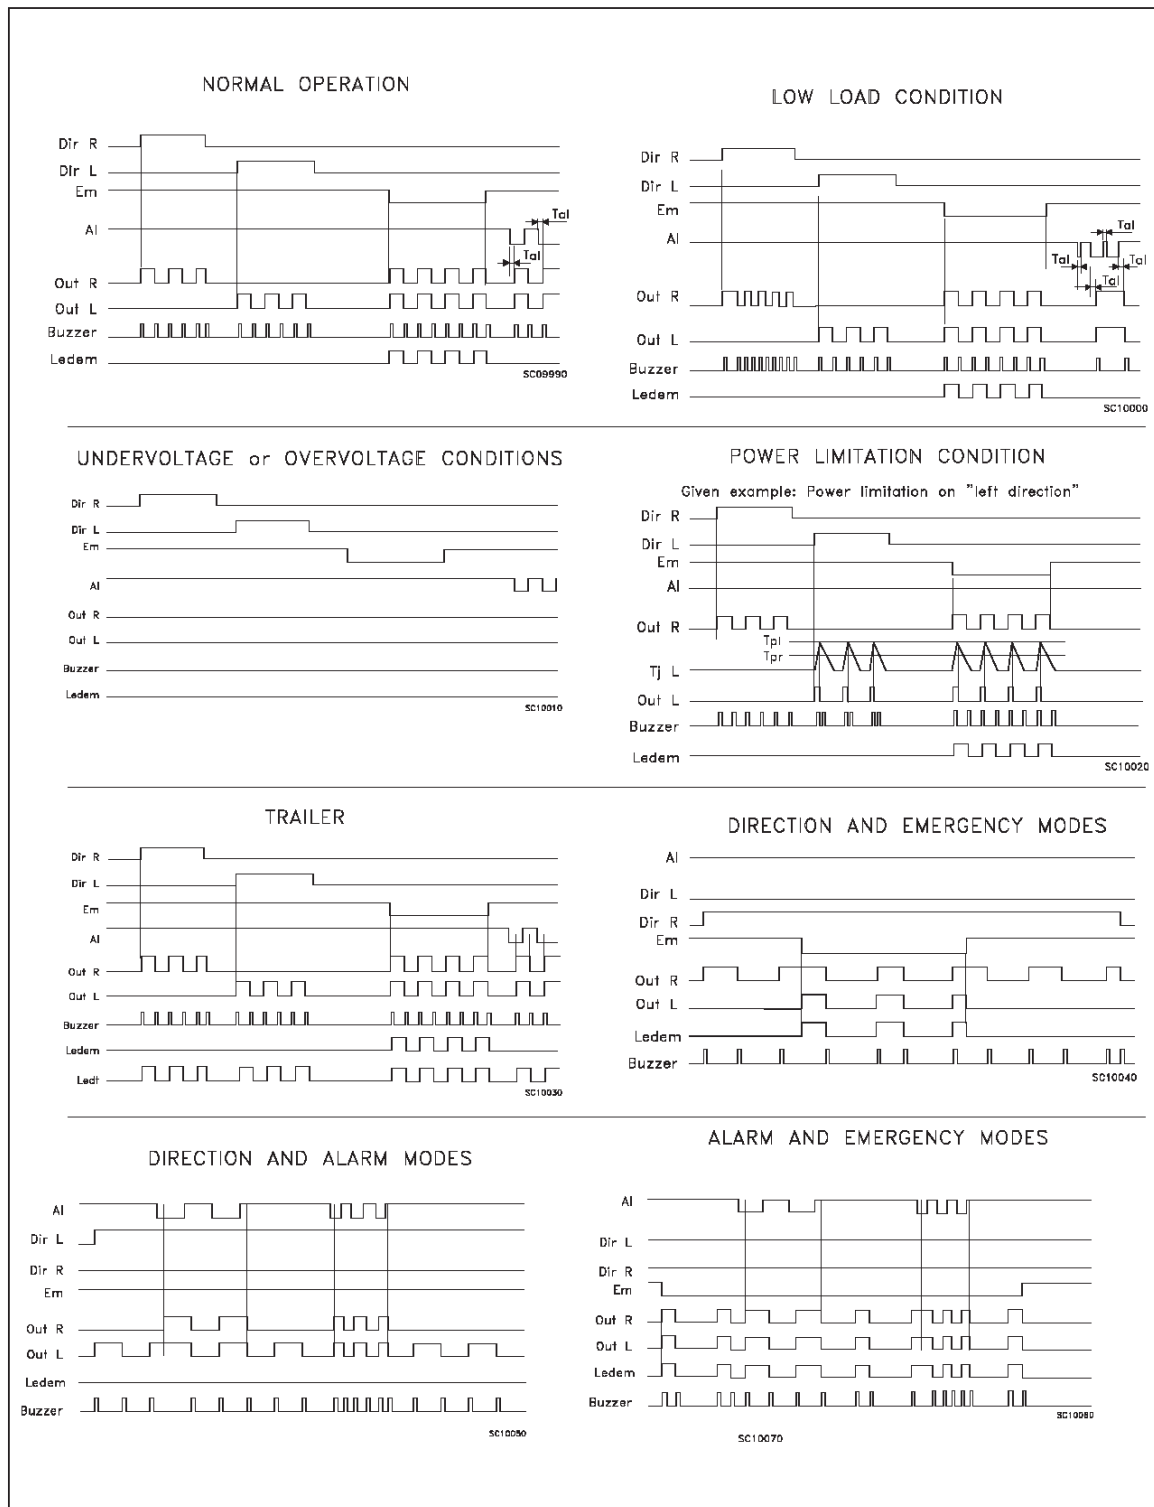 NORMAL OPERATION
Dir R
Dir L
Em
Al
Tal
Tal
Out R
Out L
Buzzer
Ledem
SC09990
LOW LOAD CONDITION
Dir R
Dir L
Em
Al
Tal
Tal
Tal
Tal
Out R
Out L
Buzzer
Ledem
SC10000
UNDERVOLTAGE or OVERVOLTAGE CONDITIONS
Dir R
Dir L
Em
Al
Out R
Out L
Buzzer
Ledem
SC10010
POWER LIMITATION CONDITION
Given example: Power limitation on "left direction"
Dir R
Dir L
Em
Al
Out R
Tpl
Tpr
Tj L
Out L
Buzzer
Ledem
SC10020
TRAILER
Dir R
Dir L
Em
Al
Out R
Out L
Buzzer
Ledem
Ledt
SC10030
DIRECTION AND EMERGENCY MODES
Al
Dir L
Dir R
Em
Out R
Out L
Ledem
Buzzer
SC10040
DIRECTION AND ALARM MODES
Al
Dir L
Dir R
Em
Out R
Out L
Ledem
Buzzer
SC10050
ALARM AND EMERGENCY MODES
Al
Dir L
Dir R
Em
Out R
Out L
Ledem
Buzzer
SC10060
SC10070